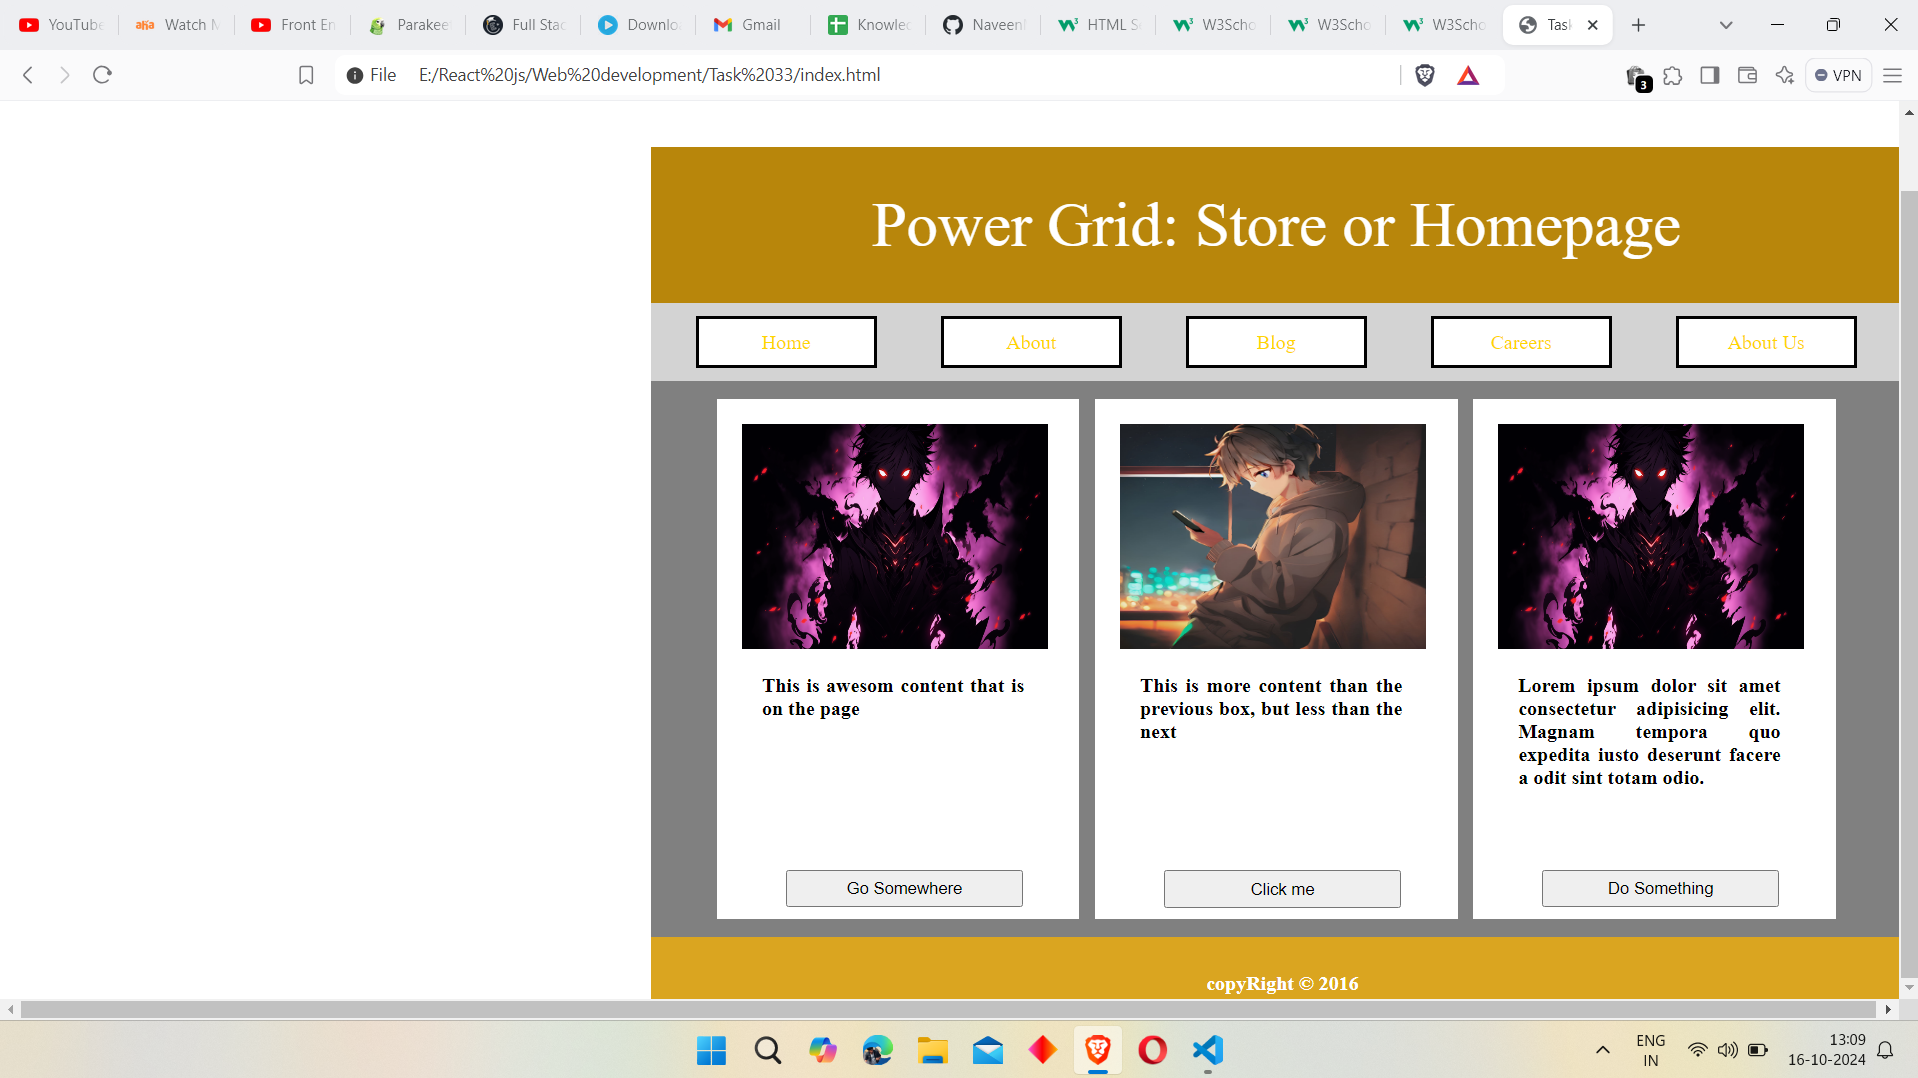 YouTube
aha Watch M
Front En
Parakee
Full Stac
Downlo
Gmail
Knowled
Naveen
HTML S
W3Scho
W3Scho
W3Scho
Task
File E:/React%20js/Web%20development/Task%2033/index.html
3
VPN
Power Grid: Store or Homepage
Home
About
Blog
Careers
About Us
This is awesom content that is
on the page
Go Somewhere
This is more content than the
previous box, but less than the
next
Click me
Lorem ipsum dolor sit amet
consectetur adipisicing elit.
Magnam tempora quo
expedita iusto deserunt facere
a odit sint totam odio.
Do Something
copyRight © 2016
ENG
IN
13:09
16-10-2024